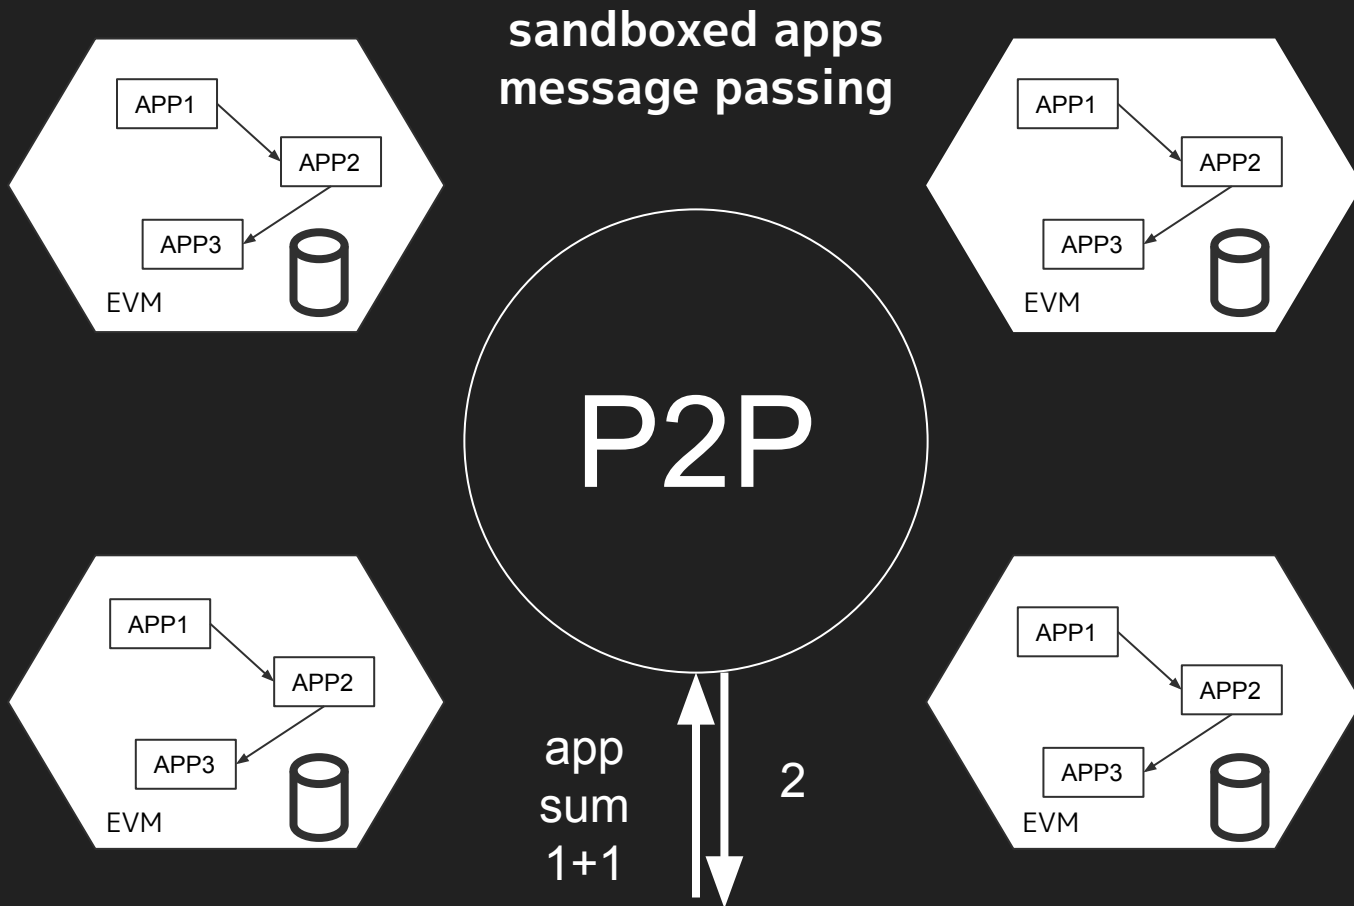 sandboxed apps
message passing
APP1
APP2
APP3
EVM
APP1
APP2
APP3
EVM
P2P
APP1
APP2
APP3
EVM
app
sum
1+1
2
APP1
APP2
APP3
EVM